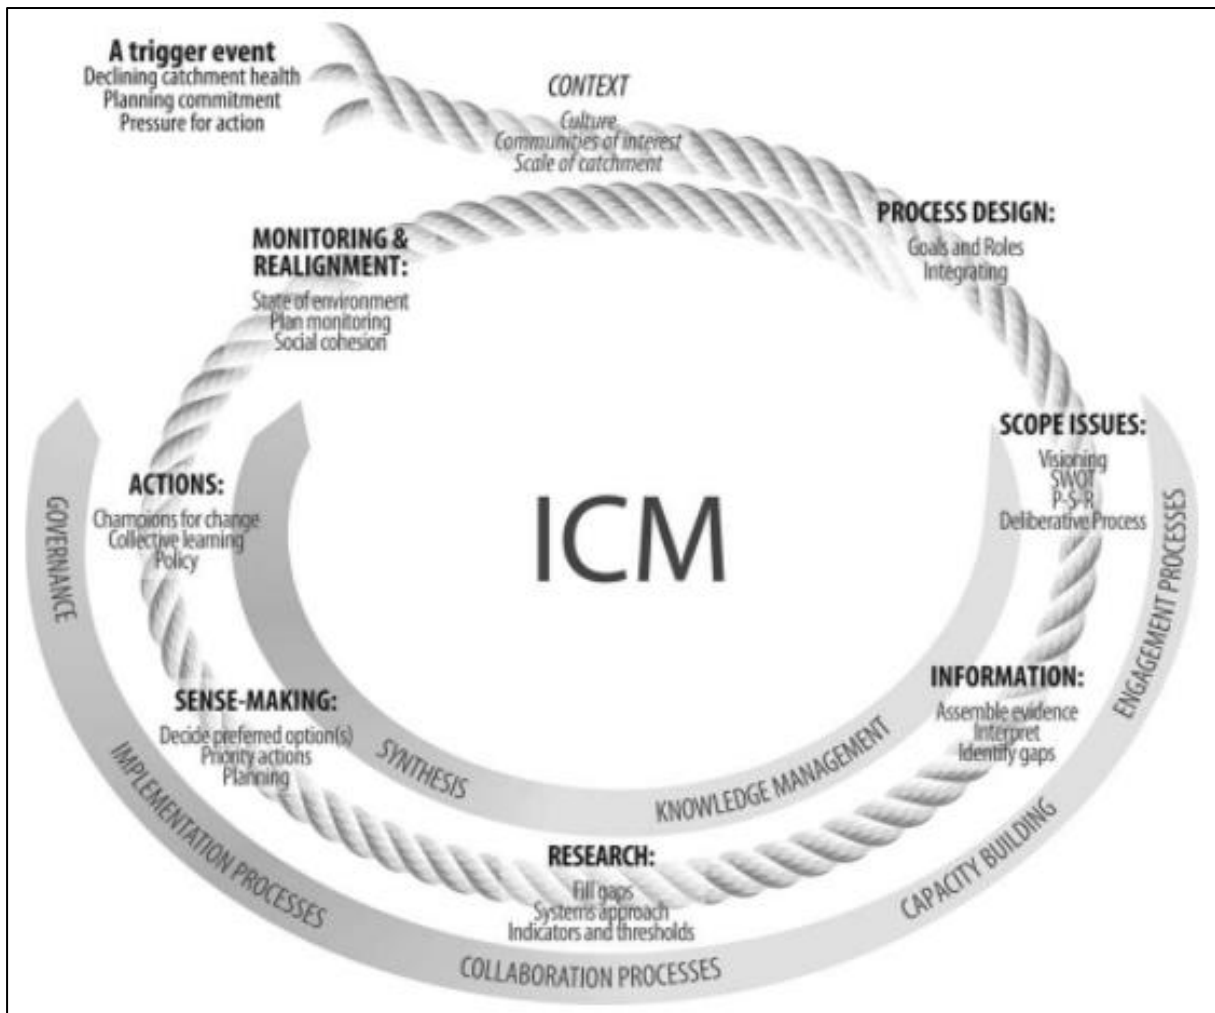 A trigger event
Declining catchment health
Planning commitment
Pressure for action
CONTEXT
Culture
Communities of interest
Scale of catchment
PROCESS DESIGN:
Goals and Roles
Integrating
MONITORING &
REALIGNMENT:
State of environment
Plan monitoring
Social cohesion
SCOPE ISSUES:
Visioning
SWOT
P-S-R
Deliberative Process
ACTIONS:
Champions for change
Collective learning
Policy
ICM
INFORMATION:
Assemble evidence
Interpret
Identify gaps
SENSE-MAKING:
Decide preferred option(s)
Priority actions
Planning
RESEARCH:
Fill gaps
Systems approach
Indicators and thresholds
SYNTHESIS
KNOWLEDGE MANAGEMENT
GOVERNANCE
IMPLEMENTATION PROCESSES
COLLABORATION PROCESSES
CAPACITY BUILDING
ENGAGEMENT PROCESSES